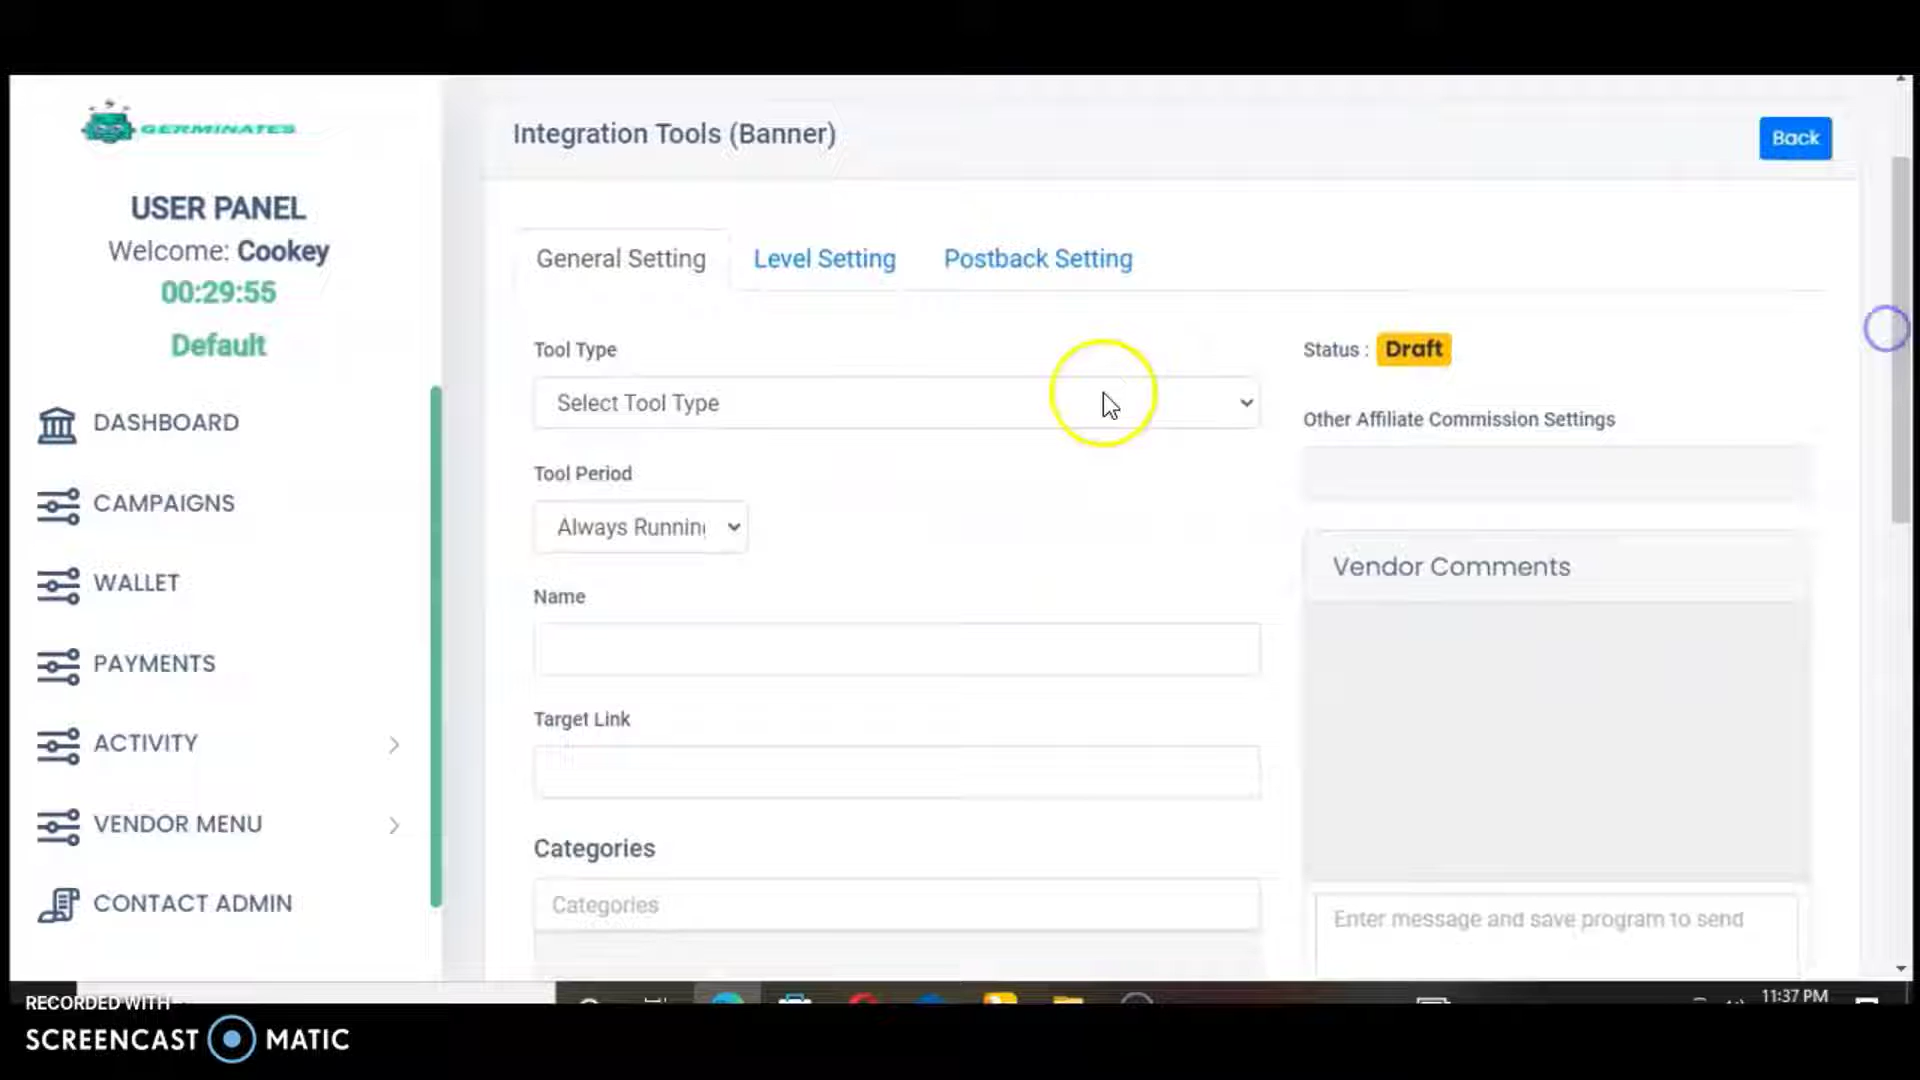 GERMINATES
Integration Tools (Banner)
Back
USER PANEL
Welcome: Cookey
00:29:55
Default
General Setting
Level Setting
Postback Setting
Tool Type
Select Tool Type
Status : Draft
Other Affiliate Commission Settings
Tool Period
Always Runnin
Vendor Comments
Name
Target Link
Categories
Categories
Enter message and save program to send
DASHBOARD
CAMPAIGNS
WALLET
PAYMENTS
ACTIVITY
VENDOR MENU
CONTACT ADMIN
11:37 PM
RECORDED WITH
SCREENCAST MATIC